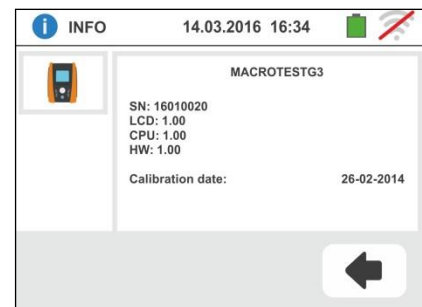 i INFO 14.03.2016 16:34
MACROTESTG3
SN: 16010020
LCD: 1.00
CPU: 1.00
HW: 1.00
Calibration date: 26-02-2014